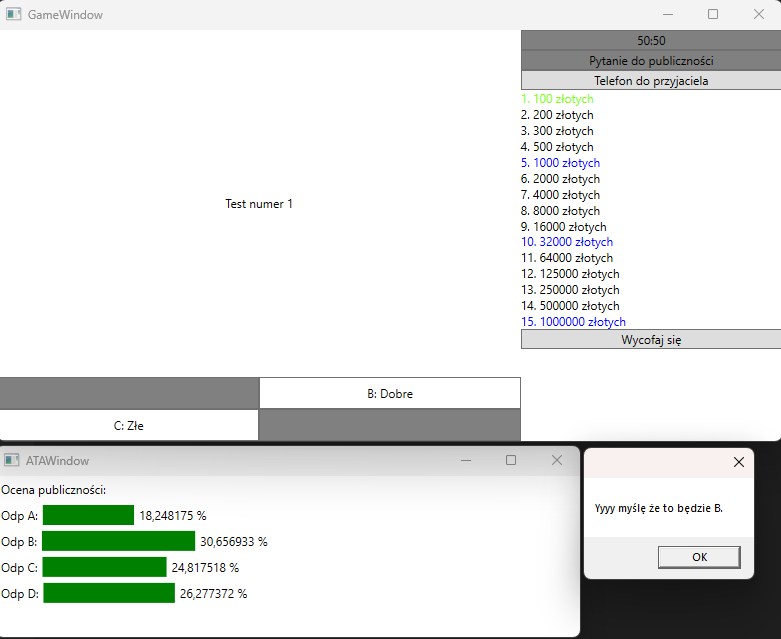 GameWindow
50:50
Pytanie do publiczności
Telefon do przyjaciela
1. 100 złotych
2. 200 złotych
3. 300 złotych
4. 500 złotych
5. 1000 złotych
6. 2000 złotych
7. 4000 złotych
8. 8000 złotych
9. 16000 złotych
10. 32000 złotych
11. 64000 złotych
12. 125000 złotych
13. 250000 złotych
14. 500000 złotych
15. 1000000 złotych
Wycofaj się
Test numer 1
B: Dobre
C: Złe
ATAWindow
Ocena publiczności:
Odp A: 18,248175 %
Odp B: 30,656933 %
Odp C: 24,817518 %
Odp D: 26,277372 %
Yyyy myślę że to będzie B.
OK